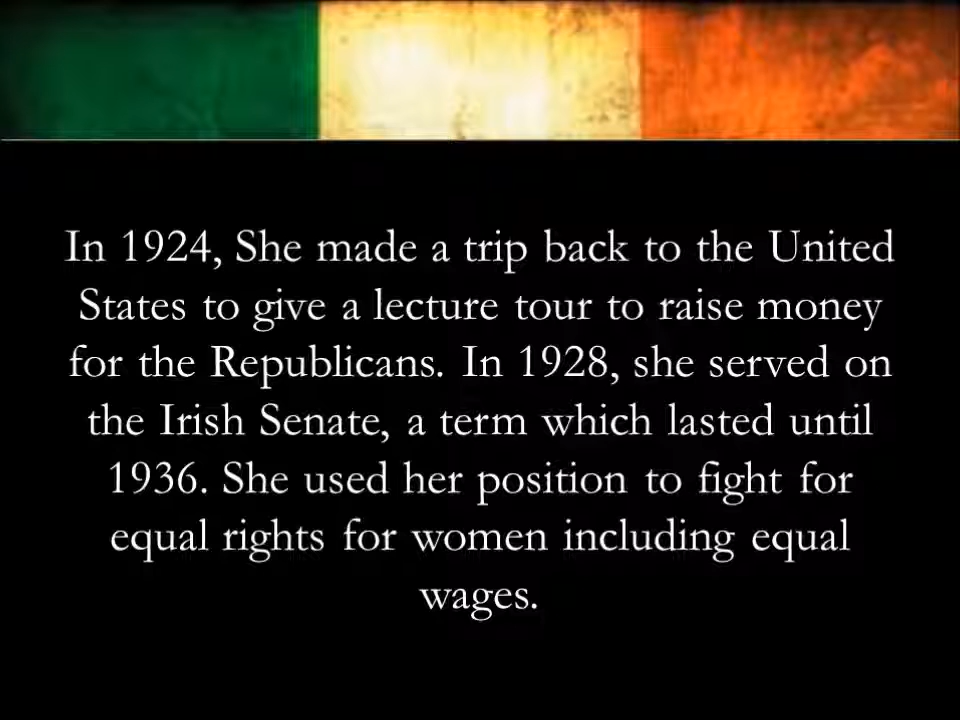 In 1924, She made a trip back to the United
States to give a lecture tour to raise money
for the Republicans. In 1928, she served on
the Irish Senate, a term which lasted until
1936. She used her position to fight for
equal rights for women including equal
wages.